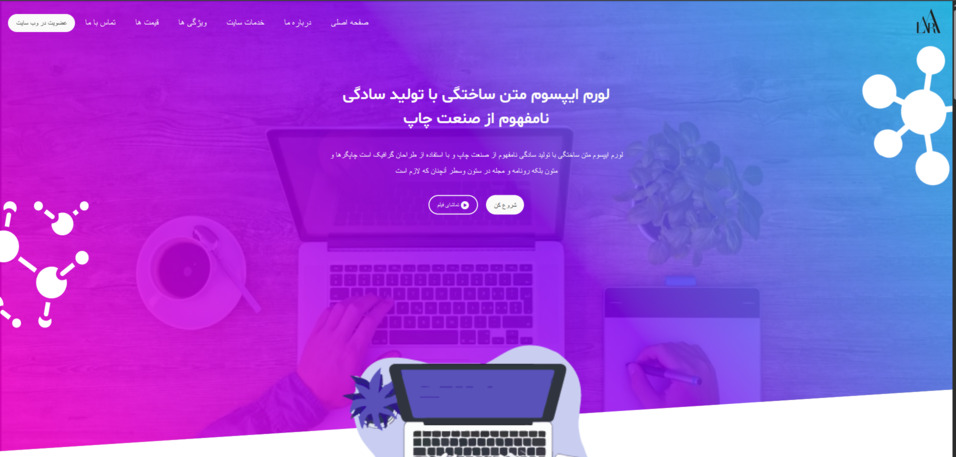 LARA
صفحه اصلی
درباره ما
خدمات سایت
ویژگی ها
قیمت ها
تماس با ما
عضویت در وب سایت
لورم ایپسوم متن ساختگی با تولید سادگی
نامفهوم از صنعت چاپ
لورم ایپسوم متن ساختگی با تولید سادگی نامفهوم از صنعت چاپ و با استفاده از طراحان گرافیک است چاپگرها و
متون بلکه روزنامه و مجله در ستون وسطر آنچنان که لازم است
شروع کن
تماشای فیلم